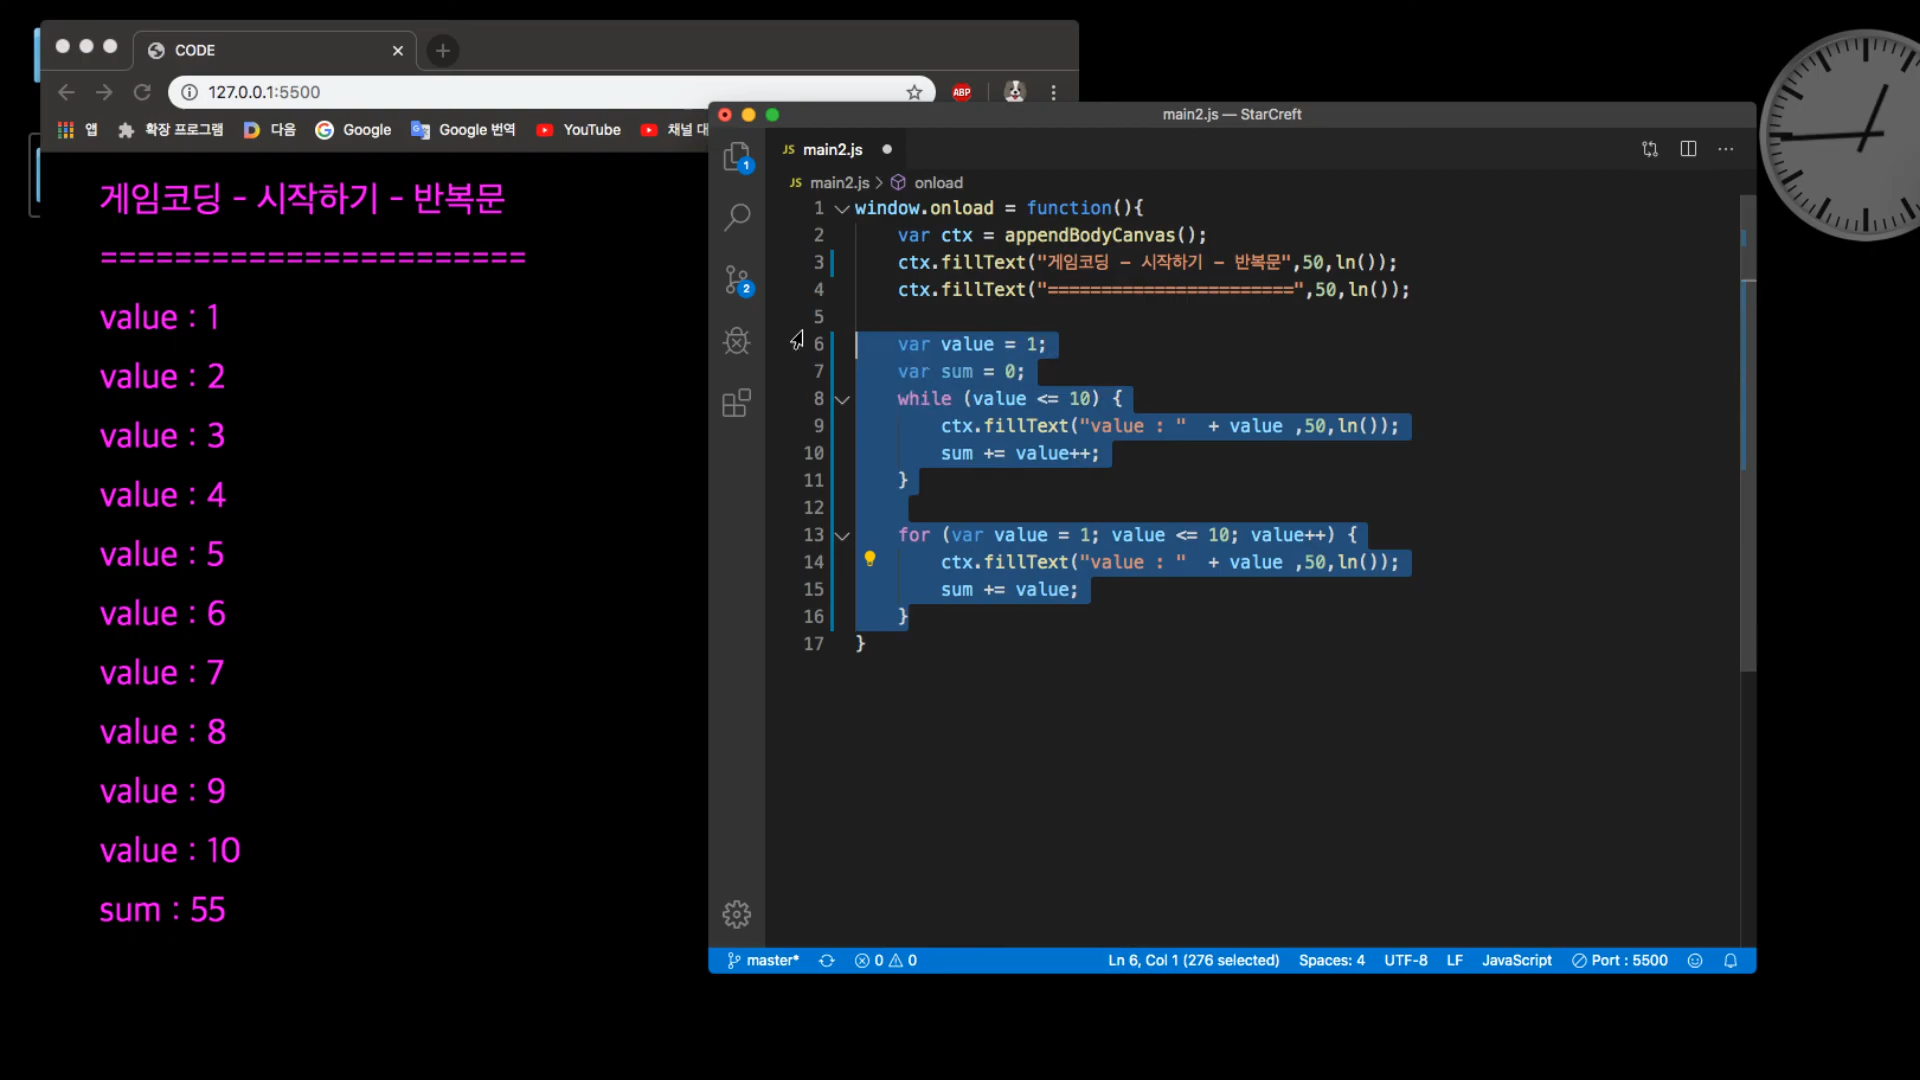 CODE
127.0.0.1:5500
ABP
앱 확장 프로그램 다음 Google Google 번역 YouTube 채널 대
게임코딩 - 시작하기 - 반복문
=======================
value : 1
value : 2
value : 3
value : 4
value : 5
value : 6
value : 7
value : 8
value : 9
value : 10
sum : 55
main2.js — StarCreft
JS main2.js
JS main2.js > onload
1 window.onload = function(){
2 var ctx = appendBodyCanvas();
3 ctx.fillText("게임코딩 - 시작하기 - 반복문",50,ln());
4 ctx.fillText("=======================",50,ln());
5
6 var value = 1;
7 var sum = 0;
8 while (value <= 10) {
9 ctx.fillText("value : " + value ,50,ln());
10 sum += value++;
11 }
12
13 for (var value = 1; value <= 10; value++) {
14 ctx.fillText("value : " + value ,50,ln());
15 sum += value;
16 }
17 }
1
2
master* 0 0 Ln 6, Col 1 (276 selected) Spaces: 4 UTF-8 LF JavaScript Port : 5500